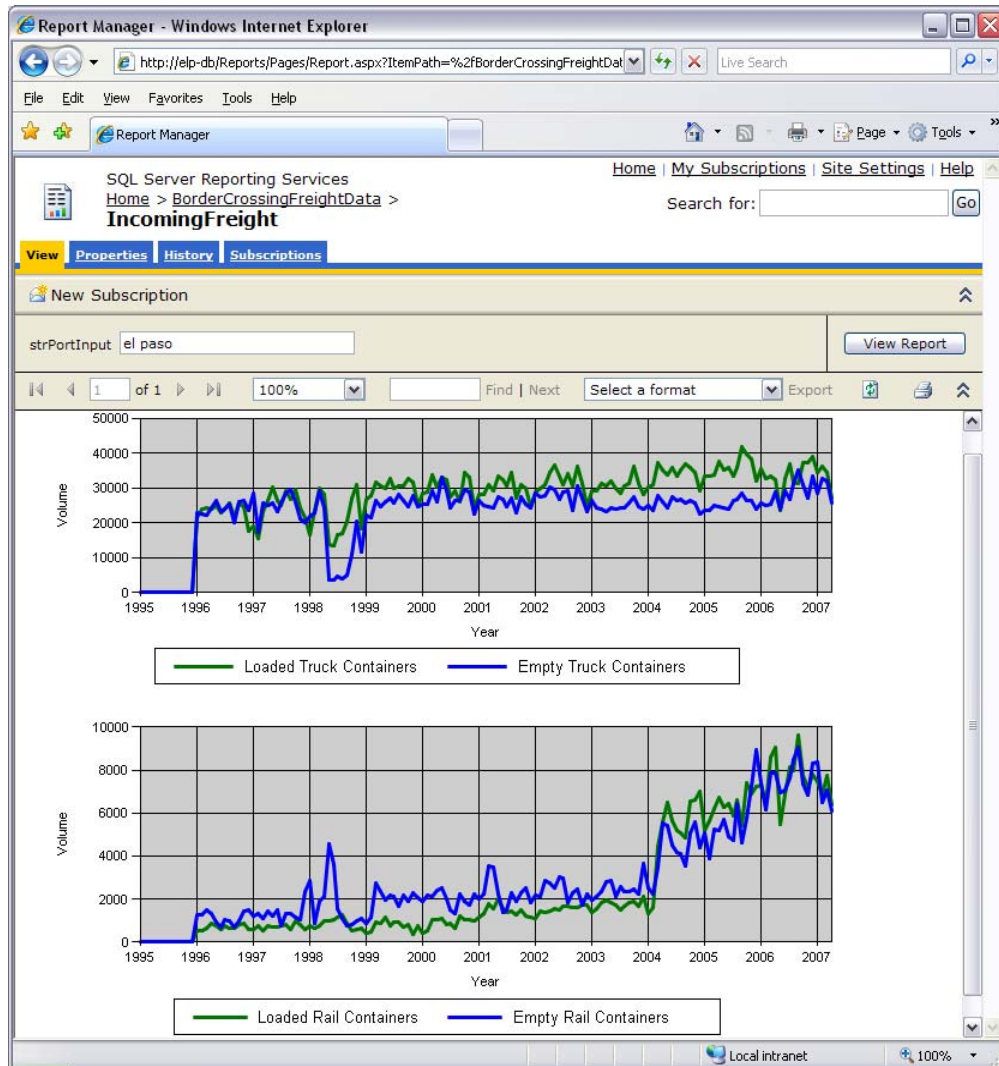 Report Manager - Windows Internet Explorer
http://elp-db/Reports/Pages/Report.aspx?ItemPath=%2fBorderCrossingFreightDat
Live Search
File Edit View Favorites Tools Help
Report Manager
Page Tools »
SQL Server Reporting Services
Home | My Subscriptions | Site Settings | Help
Home > BorderCrossingFreightData >
IncomingFreight
Search for: Go
View Properties History Subscriptions
New Subscription
strPortInput el paso View Report
1 of 1 100% Find | Next Select a format Export
50000
40000
30000
20000
10000
0
Volume
1995 1996 1997 1998 1999 2000 2001 2002 2003 2004 2005 2006 2007
Year
Loaded Truck Containers Empty Truck Containers
10000
8000
6000
4000
2000
0
Volume
1995 1996 1997 1998 1999 2000 2001 2002 2003 2004 2005 2006 2007
Year
Loaded Rail Containers Empty Rail Containers
Local intranet 100%